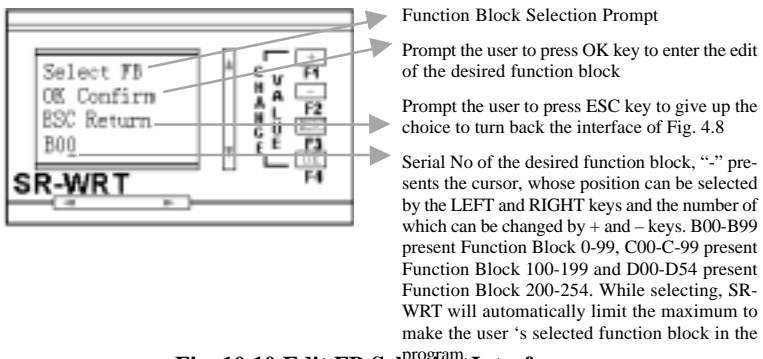 Select FB
OK Confirm
ESC Return
B00
CHANGE
VALUE
+
F1
-
F2
ESC
F3
OK
F4
SR-WRT
Function Block Selection Prompt
Prompt the user to press OK key to enter the edit
of the desired function block
Prompt the user to press ESC key to give up the
choice to turn back the interface of Fig. 4.8
Serial No of the desired function block, “-” pre-
sents the cursor, whose position can be selected
by the LEFT and RIGHT keys and the number of
which can be changed by + and – keys. B00-B99
present Function Block 0-99, C00-C-99 present
Function Block 100-199 and D00-D54 present
Function Block 200-254. While selecting, SR-
WRT will automatically limit the maximum to
make the user ‘s selected function block in the
program
Fig. 10.10 Edit FB